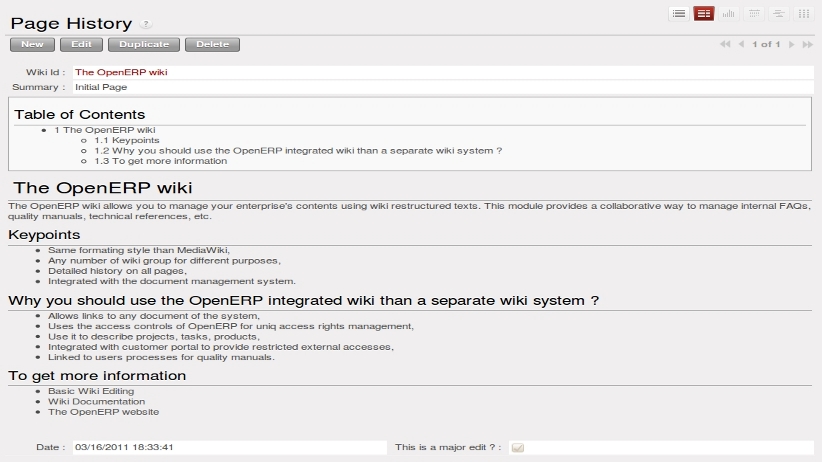 Page History ?
New Edit Duplicate Delete 1 of 1
Wiki Id : The OpenERP wiki
Summary : Initial Page
Table of Contents
1 The OpenERP wiki
1.1 Keypoints
1.2 Why you should use the OpenERP integrated wiki than a separate wiki system ?
1.3 To get more information
The OpenERP wiki
The OpenERP wiki allows you to manage your enterprise's contents using wiki restructured texts. This module provides a collaborative way to manage internal FAQs,
quality manuals, technical references, etc.
Keypoints
Same formating style than MediaWiki,
Any number of wiki group for different purposes,
Detailed history on all pages,
Integrated with the document management system.
Why you should use the OpenERP integrated wiki than a separate wiki system ?
Allows links to any document of the system,
Uses the access controls of OpenERP for uniq access rights management,
Use it to describe projects, tasks, products,
Integrated with customer portal to provide restricted external accesses,
Linked to users processes for quality manuals.
To get more information
Basic Wiki Editing
Wiki Documentation
The OpenERP website
Date : 03/16/2011 18:33:41 This is a major edit ? :